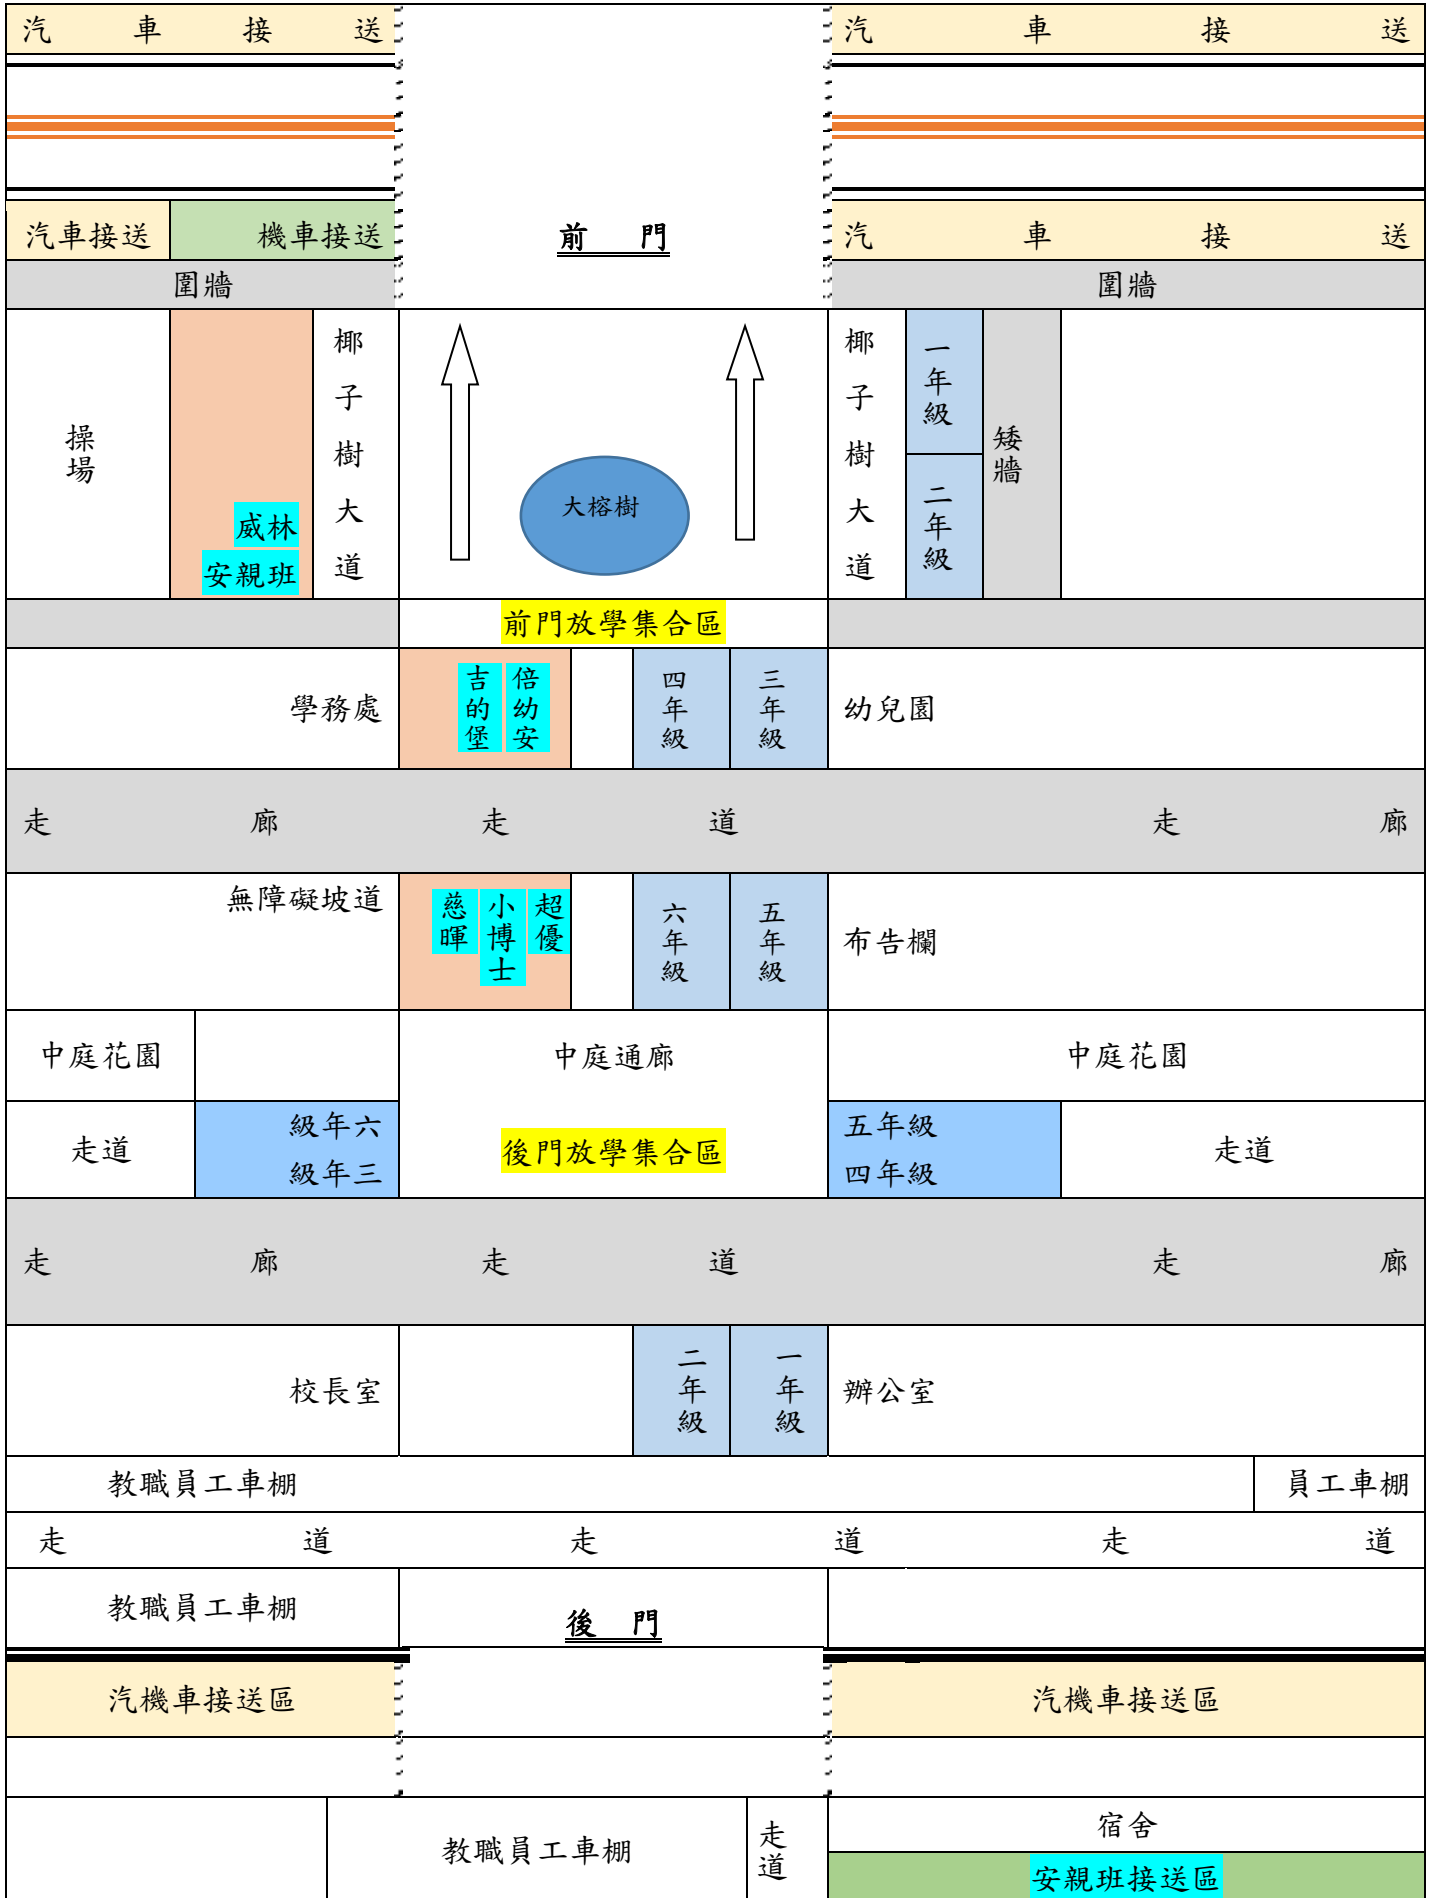 汽車接送
汽車接送
汽車接送
機車接送
前門
汽車接送
圍牆
圍牆
操場
威林
安親班
椰子樹大道
大榕樹
椰子樹大道
一年級
二年級
矮牆
前門放學集合區
學務處
吉的堡
倍幼安
四年級
三年級
幼兒園
走廊走道走廊
無障礙坡道
慈暉
小博士
超優
六年級
五年級
布告欄
中庭花園
中庭通廊
中庭花園
走道
級年六
級年三
後門放學集合區
五年級
四年級
走道
走廊走道走廊
校長室
二年級
一年級
辦公室
教職員工車棚
員工車棚
走道走道走道
教職員工車棚
後門
汽機車接送區
汽機車接送區
教職員工車棚
走道
宿舍
安親班接送區